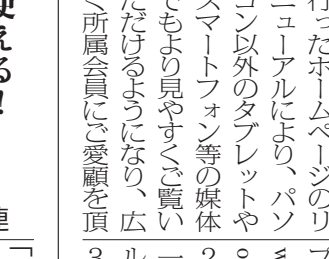 行ったホームページのリ
ニューアルにより、パソ
コン以外のタブレットや
スマートフォン等の媒体
でもより見やすくご覧い
ただけるようになり、広
く所属会員にご愛顧を頂
使える！